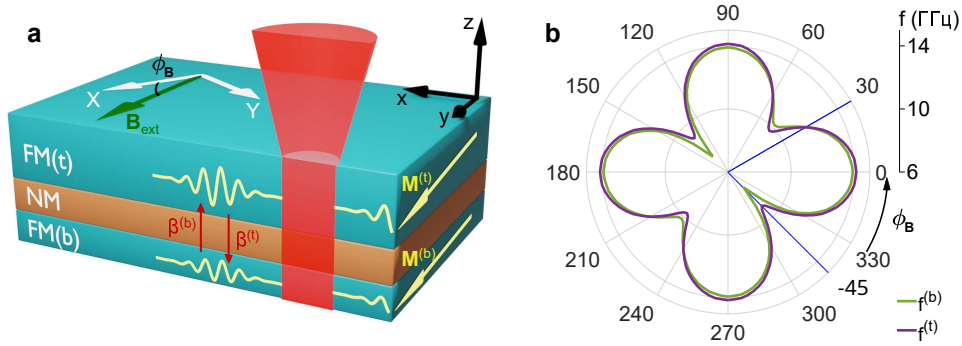 a
z
x
y
ϕB
X
Y
Bext
FM(t)
NM
FM(b)
M(t)
M(b)
β(b)
β(t)
b
f (ГГц)
14
10
6
90
60
30
0
330
-45
300
270
240
210
180
150
120
ϕB
f(b)
f(t)